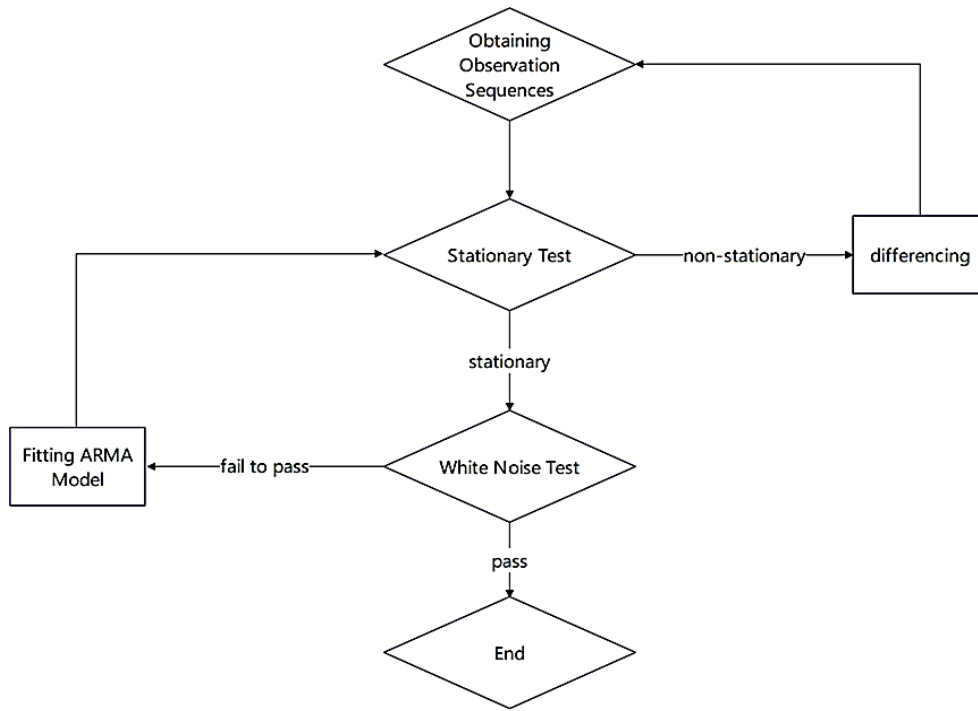 Obtaining
Observation
Sequences
Stationary Test
non-stationary
differencing
stationary
Fitting ARMA
Model
fail to pass
White Noise Test
pass
End